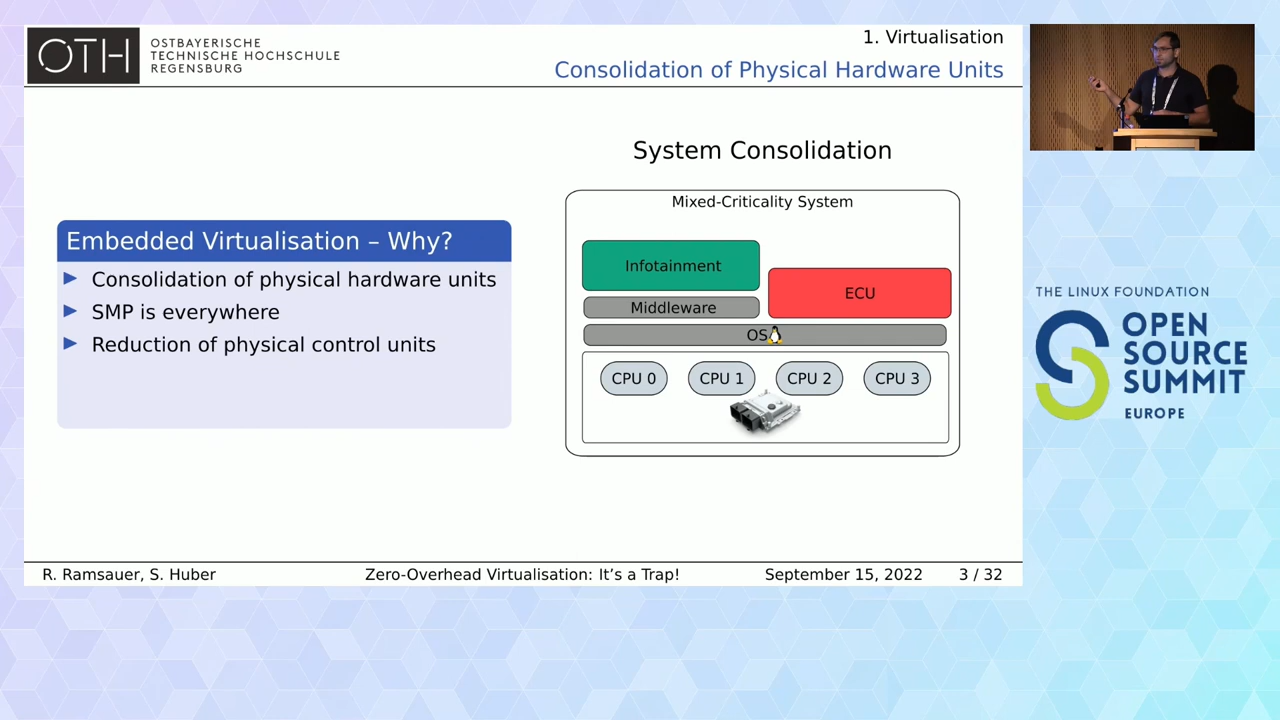 OTH
OSTBAYERISCHE
TECHNISCHE HOCHSCHULE
REGENSBURG
1. Virtualisation
Consolidation of Physical Hardware Units
Embedded Virtualisation – Why?
Consolidation of physical hardware units
SMP is everywhere
Reduction of physical control units
System Consolidation
Mixed-Criticality System
Infotainment
ECU
Middleware
OS
CPU 0
CPU 1
CPU 2
CPU 3
R. Ramsauer, S. Huber
Zero-Overhead Virtualisation: It's a Trap!
September 15, 2022
3 / 32
THE LINUX FOUNDATION
OPEN
SOURCE
SUMMIT
EUROPE